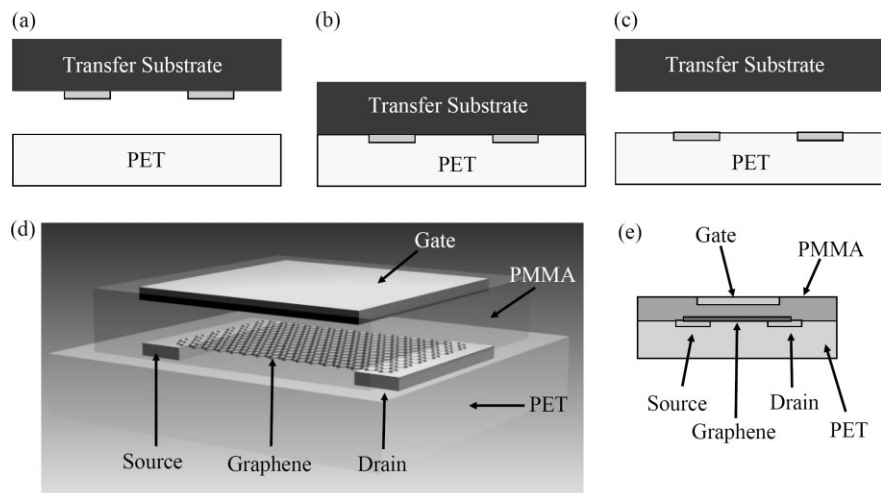 (a)
Transfer Substrate
PET
(b)
Transfer Substrate
PET
(c)
Transfer Substrate
PET
(d)
Gate
PMMA
PET
Source
Graphene
Drain
(e)
Gate
PMMA
Source
Drain
Graphene
PET